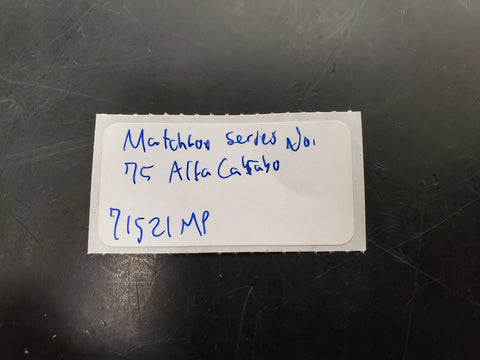 Matchbox series No.
75 Alfa Carabo
71521 MP